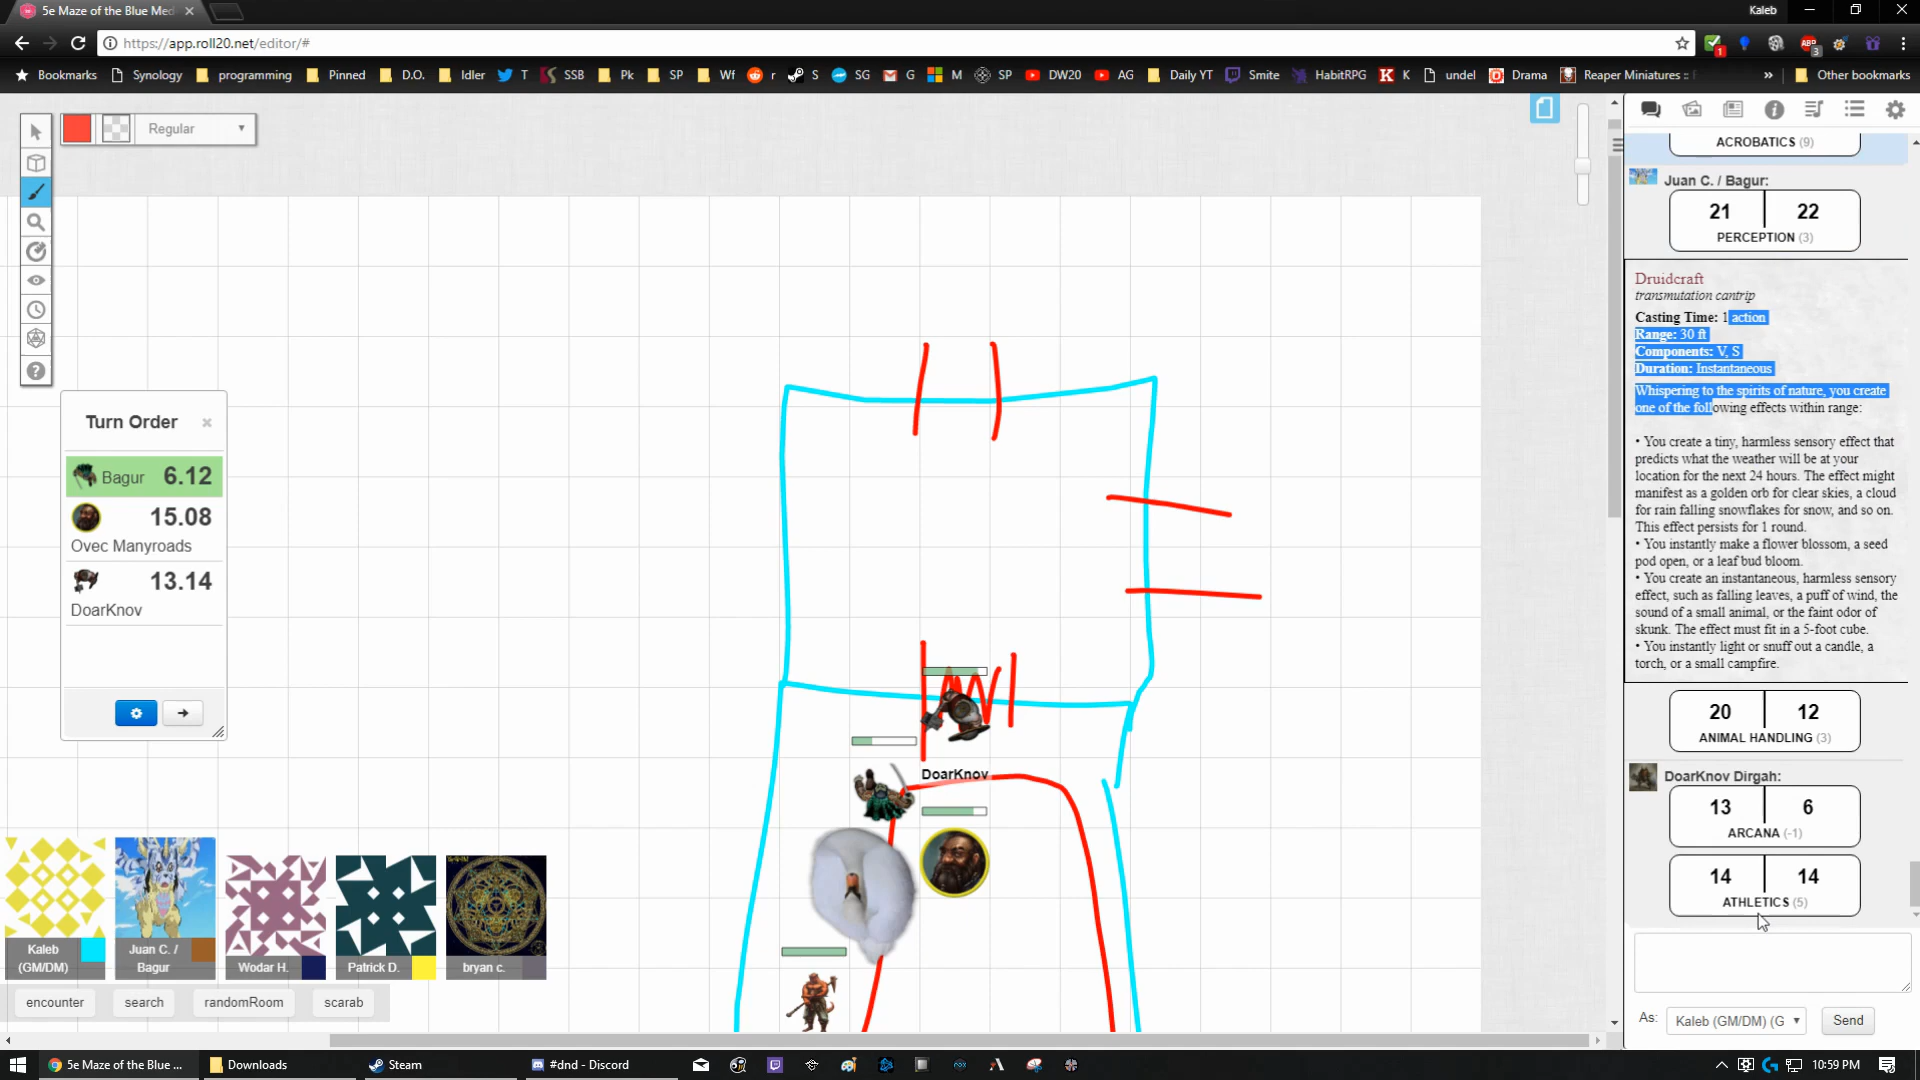 5e Maze of the Blue Med
Kaleb
https://app.roll20.net/editor/#
1
ABP
3
Bookmarks
Synology
programming
Pinned
D.O.
Idler
T
SSB
Pk
SP
Wf
r
S
SG
G
M
SP
DW20
AG
Daily YT
Smite
HabitRPG
K
undel
Drama
Reaper Miniatures ::
»
Other bookmarks
Regular
Turn Order
Bagur 6.12
15.08
Ovec Manyroads
13.14
DoarKnov
DoarKnov
Kaleb
(GM/DM)
Juan C. /
Bagur
Wodar H.
Patrick D.
bryan c.
encounter
search
randomRoom
scarab
ACROBATICS (9)
Juan C. / Bagur:
21 22
PERCEPTION (3)
Druidcraft
transmutation cantrip
Casting Time: 1 action
Range: 30 ft
Components: V, S
Duration: Instantaneous
Whispering to the spirits of nature, you create
one of the following effects within range:
• You create a tiny, harmless sensory effect that
predicts what the weather will be at your
location for the next 24 hours. The effect might
manifest as a golden orb for clear skies, a cloud
for rain falling snowflakes for snow, and so on.
This effect persists for 1 round.
• You instantly make a flower blossom, a seed
pod open, or a leaf bud bloom.
• You create an instantaneous, harmless sensory
effect, such as falling leaves, a puff of wind, the
sound of a small animal, or the faint odor of
skunk. The effect must fit in a 5-foot cube.
• You instantly light or snuff out a candle, a
torch, or a small campfire.
20 12
ANIMAL HANDLING (3)
DoarKnov Dirgah:
13 6
ARCANA (-1)
14 14
ATHLETICS (5)
As:
Kaleb (GM/DM) (G
Send
5e Maze of the Blue ...
Downloads
Steam
#dnd - Discord
10:59 PM